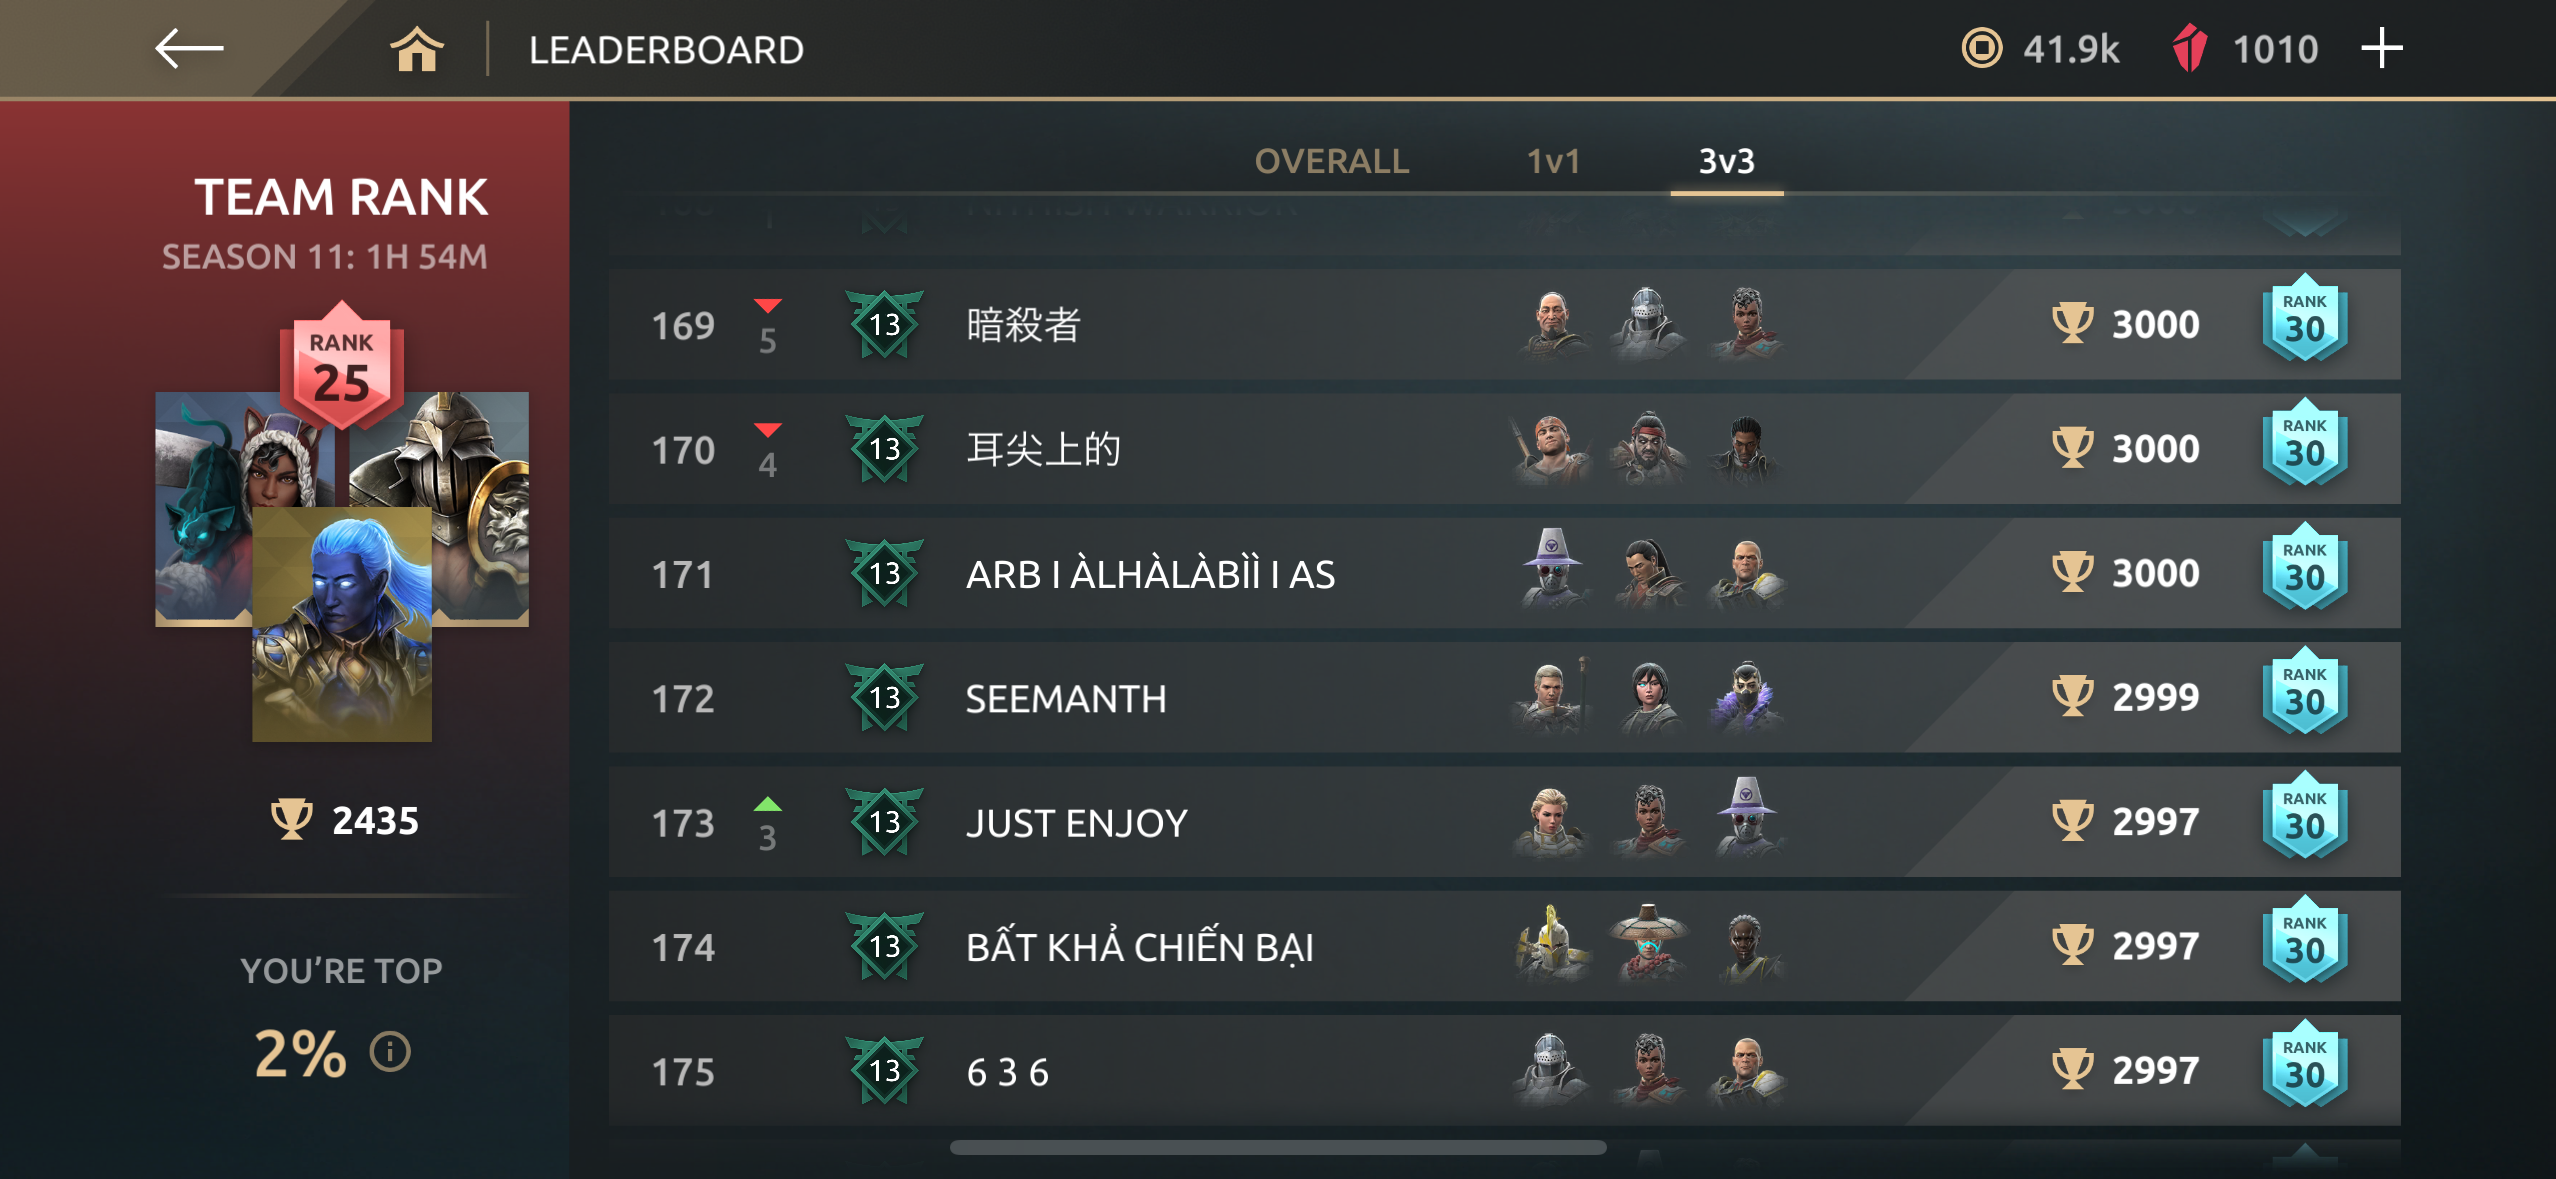 LEADERBOARD
41.9k
1010
TEAM RANK
SEASON 11: 1H 54M
RANK
25
2435
YOU'RE TOP
2%
OVERALL 1v1 3v3
169 5 13 暗殺者 3000 RANK 30
170 4 13 耳尖上的 3000 RANK 30
171 13 ARB I ÀLHÀLÀBÌÌ I AS 3000 RANK 30
172 13 SEEMANTH 2999 RANK 30
173 3 13 JUST ENJOY 2997 RANK 30
174 13 BẤT KHẢ CHIẾN BẠI 2997 RANK 30
175 13 6 3 6 2997 RANK 30